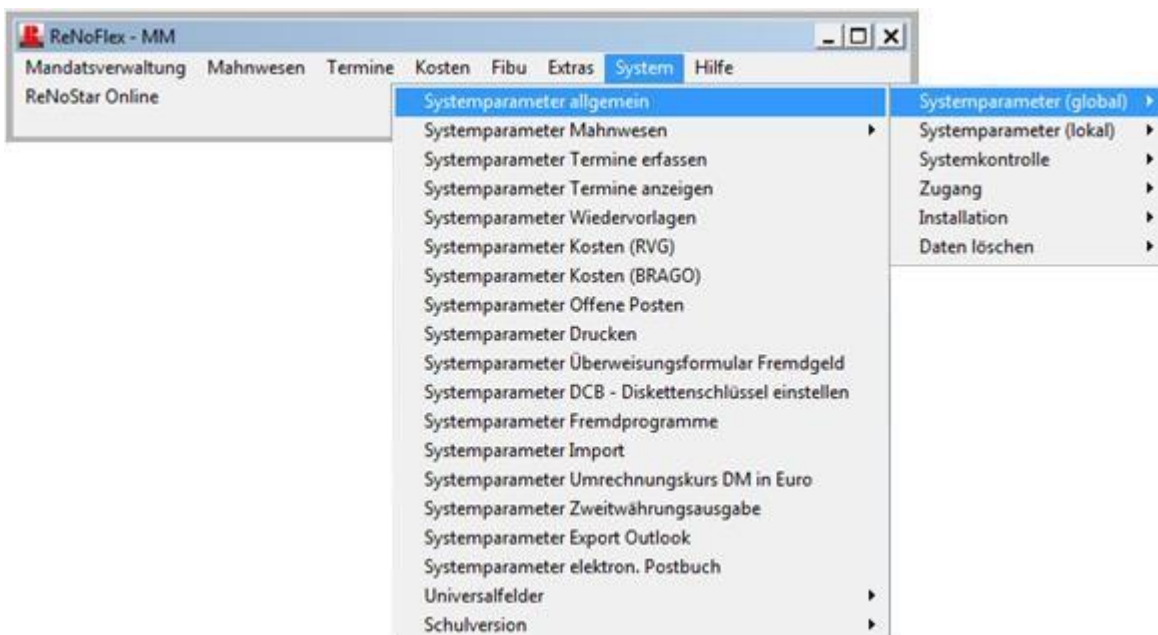 ReNoFlex - MM
Mandatsverwaltung Mahnwesen Termine Kosten Fibu Extras System Hilfe
ReNoStar Online
Systemparameter allgemein
Systemparameter Mahnwesen
Systemparameter Termine erfassen
Systemparameter Termine anzeigen
Systemparameter Wiedervorlagen
Systemparameter Kosten (RVG)
Systemparameter Kosten (BRAGO)
Systemparameter Offene Posten
Systemparameter Drucken
Systemparameter Überweisungsformular Fremdgeld
Systemparameter DCB - Diskettenschlüssel einstellen
Systemparameter Fremdprogramme
Systemparameter Import
Systemparameter Umrechnungskurs DM in Euro
Systemparameter Zweitwährungsausgabe
Systemparameter Export Outlook
Systemparameter elektron. Postbuch
Universalfelder
Schulversion
Systemparameter (global)
Systemparameter (lokal)
Systemkontrolle
Zugang
Installation
Daten löschen